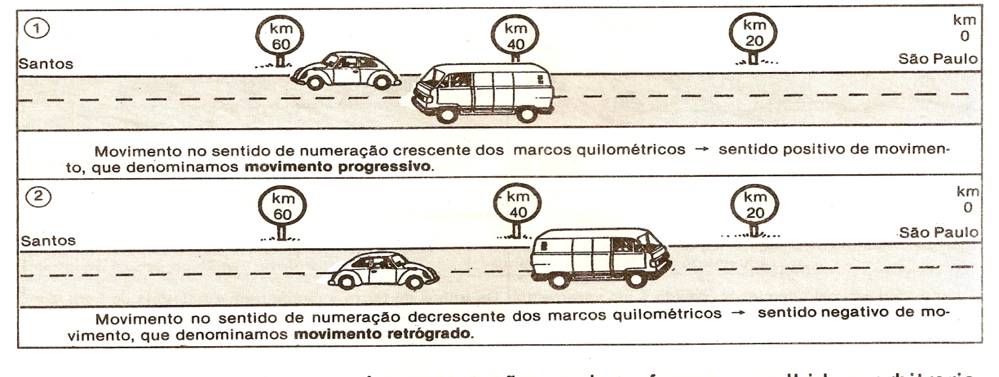 1
km
60
km
40
km
20
km
0
Santos
São Paulo
Movimento no sentido de numeração crescente dos marcos quilométricos → sentido positivo de movimen-
to, que denominamos movimento progressivo.
2
km
60
km
40
km
20
km
0
Santos
São Paulo
Movimento no sentido de numeração decrescente dos marcos quilométricos → sentido negativo de mo-
vimento, que denominamos movimento retrógrado.